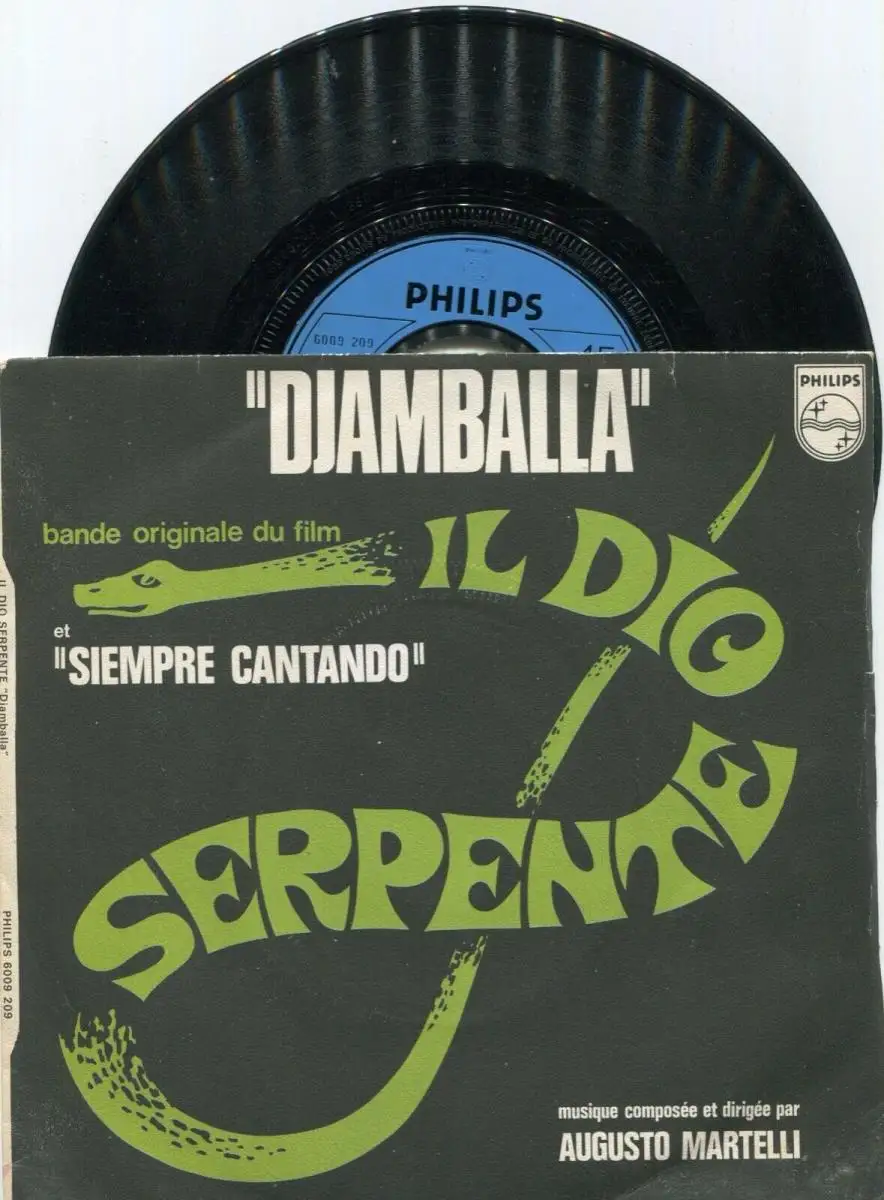 PHILIPS
6009 209
45
"DJAMBALLA"
PHILIPS
bande originale du film
IL DIO
et
"SIEMPRE CANTANDO"
SERPENTE
musique composée et dirigée par
AUGUSTO MARTELLI
IL DIO SERPENTE "Djamballa"
PHILIPS 6009 209